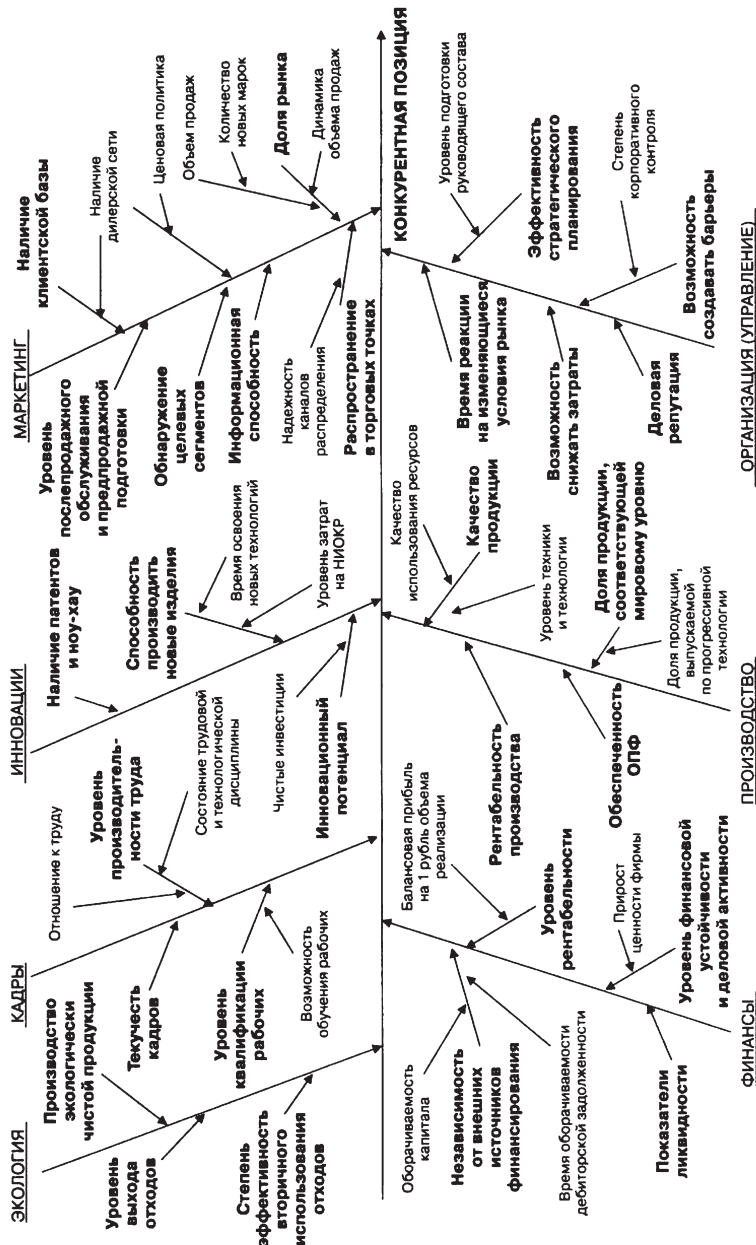 ЭКОЛОГИЯ
Производство
экологически
чистой продукции
Уровень
выхода
отходов
Степень
эффективность
вторичного
использования
отходов
КАДРЫ
Отношение к труду
Уровень
производитель-
ности труда
Состояние трудовой
и технологической
дисциплины
Текучесть
кадров
Уровень
квалификации
рабочих
Возможность
обучения рабочих
ИННОВАЦИИ
Наличие патентов
и ноу-хау
Способность
производить
новые изделия
Время освоения
новых технологий
Уровень затрат
на НИОКР
Чистые инвестиции
Инновационный
потенциал
МАРКЕТИНГ
Наличие
клиентской базы
Наличие
дилерской сети
Ценовая политика
Объем продаж
Количество
новых марок
Доля рынка
Динамика
объема продаж
Уровень
послепродажного
обслуживания
и предпродажной
подготовки
Обнаружение
целевых
сегментов
Информационная
способность
Надежность
каналов
распределения
Распространение
в торговых точках
КОНКУРЕНТНАЯ ПОЗИЦИЯ
Оборачиваемость
капитала
Независимость
от внешних
источников
финансирования
Время оборачиваемости
дебиторской задолженности
Показатели
ликвидности
Балансовая прибыль
на 1 рубль объема
реализации
Уровень
рентабельности
Прирост
ценности фирмы
Уровень финансовой
устойчивости
и деловой активности
ФИНАНСЫ
Рентабельность
производства
Обеспеченность
ОПФ
Качество
использования ресурсов
Качество
продукции
Уровень техники
и технологии
Доля продукции,
соответствующей
мировому уровню
Доля продукции,
выпускаемой
по прогрессивной
технологии
ПРОИЗВОДСТВО
Время реакции
на изменяющиеся
условия рынка
Возможность
снижать затраты
Деловая
репутация
Уровень подготовки
руководящего состава
Эффективность
стратегического
планирования
Степень
корпоративного
контроля
Возможность
создавать барьеры
ОРГАНИЗАЦИЯ (УПРАВЛЕНИЕ)